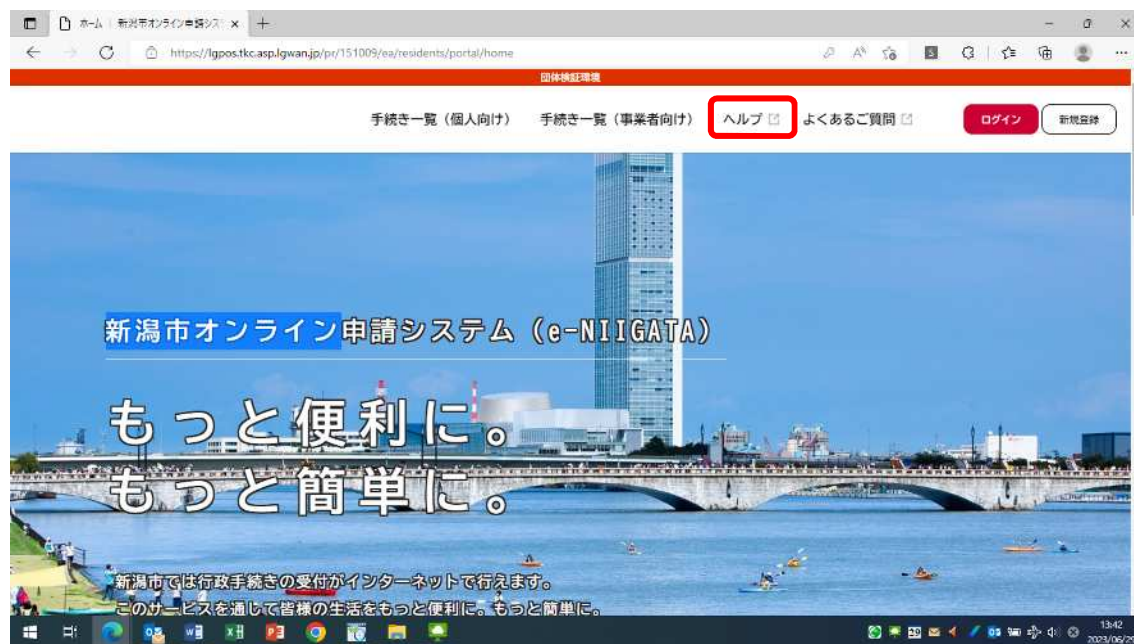 ホーム | 新潟市オンライン申請シス
https://lgpos.tkc.asp.lgwan.jp/pr/151009/ea/residents/portal/home
団体検証環境
手続き一覧（個人向け） 手続き一覧（事業者向け） ヘルプ よくあるご質問 ログイン 新規登録
新潟市オンライン申請システム（e-NIIGATA）
もっと便利に。
もっと簡単に。
新潟市では行政手続きの受付がインターネットで行えます。
このサービスを通じて皆様の生活をもっと便利に。もっと簡単に。
13:42